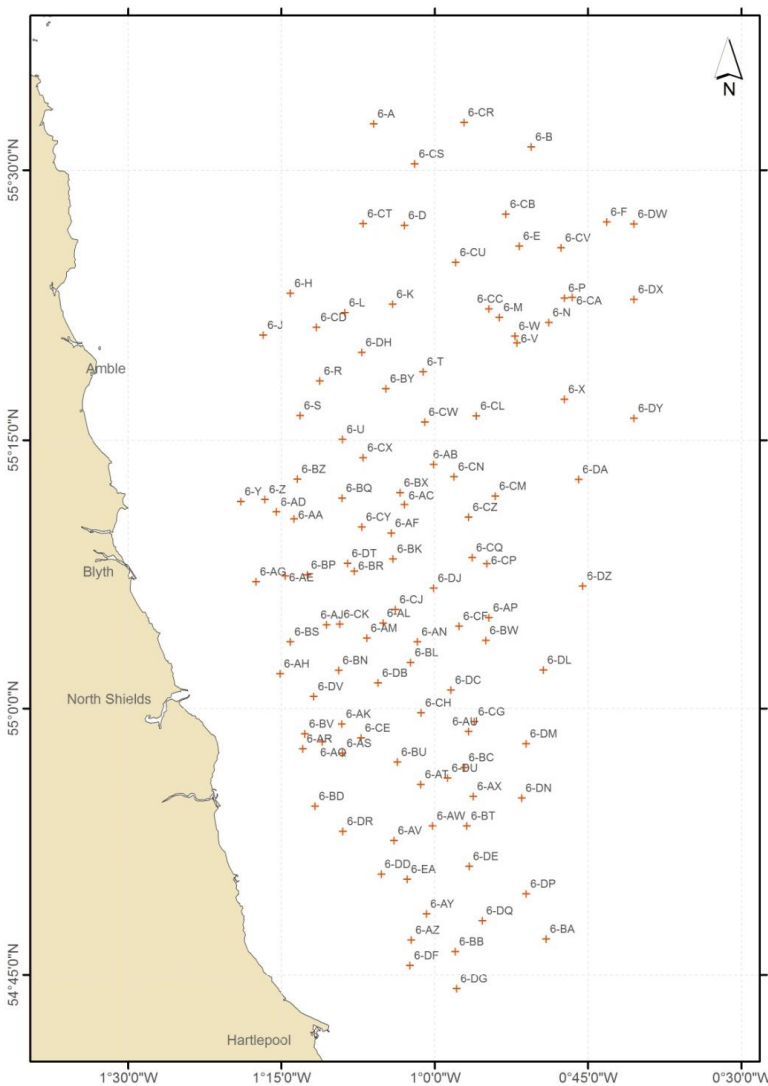 6-A
6-CR
6-B
6-CS
N
55°30'0"N
6-CT
6-D
6-CB
6-F
6-DW
6-E
6-CV
6-CU
6-H
6-K
6-P
6-CA
6-DX
6-L
6-CC
6-M
6-N
6-J
6-CD
6-W
6-V
Amble
6-DH
6-T
6-R
6-BY
6-X
6-S
6-CW
6-CL
6-DY
55°15'0"N
6-U
6-CX
6-AB
6-BZ
6-CN
6-DA
6-Y
6-Z
6-BQ
6-BX
6-AC
6-CM
6-AD
6-AA
6-CY
6-AF
6-CZ
6-DT
6-BK
6-CQ
6-CP
Blyth
6-AG
6-AE
6-BP
6-BR
6-DJ
6-DZ
6-CJ
6-AJ
6-CK
6-AL
6-CF
6-AP
6-BS
6-AM
6-AN
6-BW
6-AH
6-BN
6-BL
6-DL
6-DB
North Shields
6-DV
6-DC
55°0'0"N
6-AK
6-CH
6-CG
6-BV
6-CE
6-AU
6-DM
6-AR
6-AQ
6-AS
6-BU
6-BC
6-AT
6-DU
6-BD
6-AX
6-DN
6-DR
6-AV
6-AW
6-BT
6-DD
6-EA
6-DE
6-DP
6-AY
6-DQ
6-AZ
6-BB
6-BA
6-DF
54°45'0"N
6-DG
Hartlepool
1°30'0"W
1°15'0"W
1°0'0"W
0°45'0"W
0°30'0"W